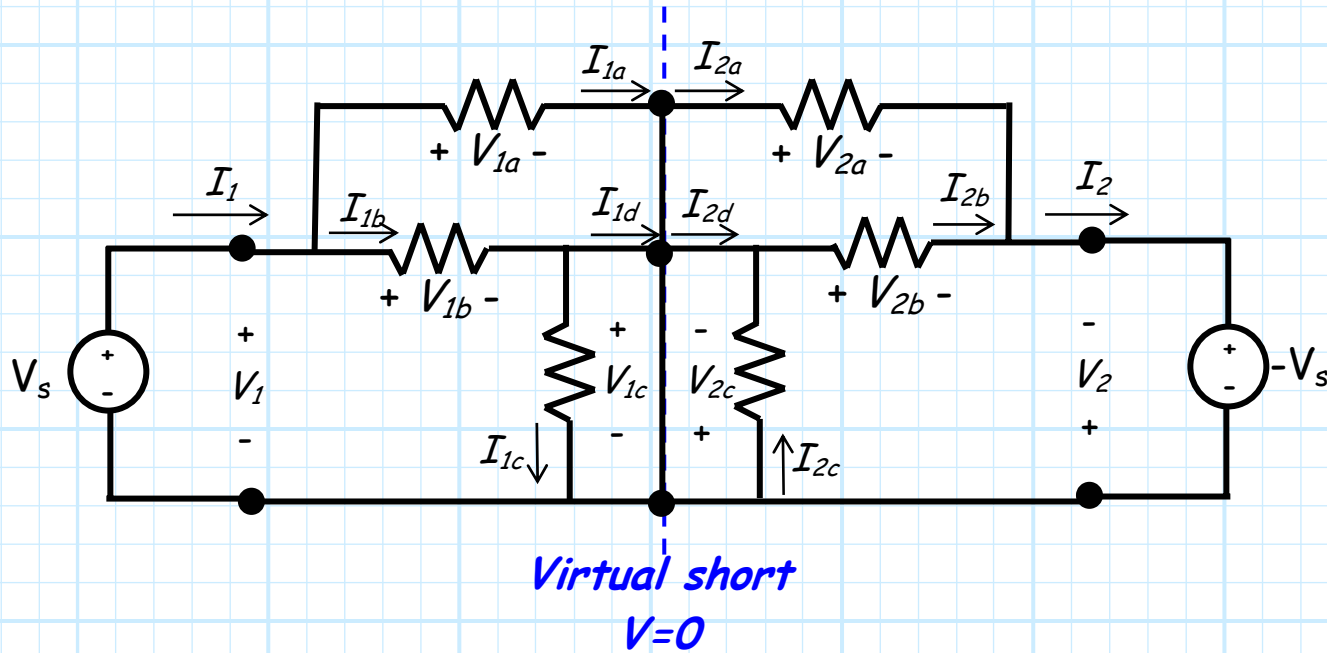 I1a I2a
+ V1a - + V2a -
I1 I1b I1d I2d I2b I2
+ V1b - + V2b -
+ + - -
Vs + - V1 V1c V2c V2 + - -Vs
- - + +
I1c I2c
Virtual short
V=0